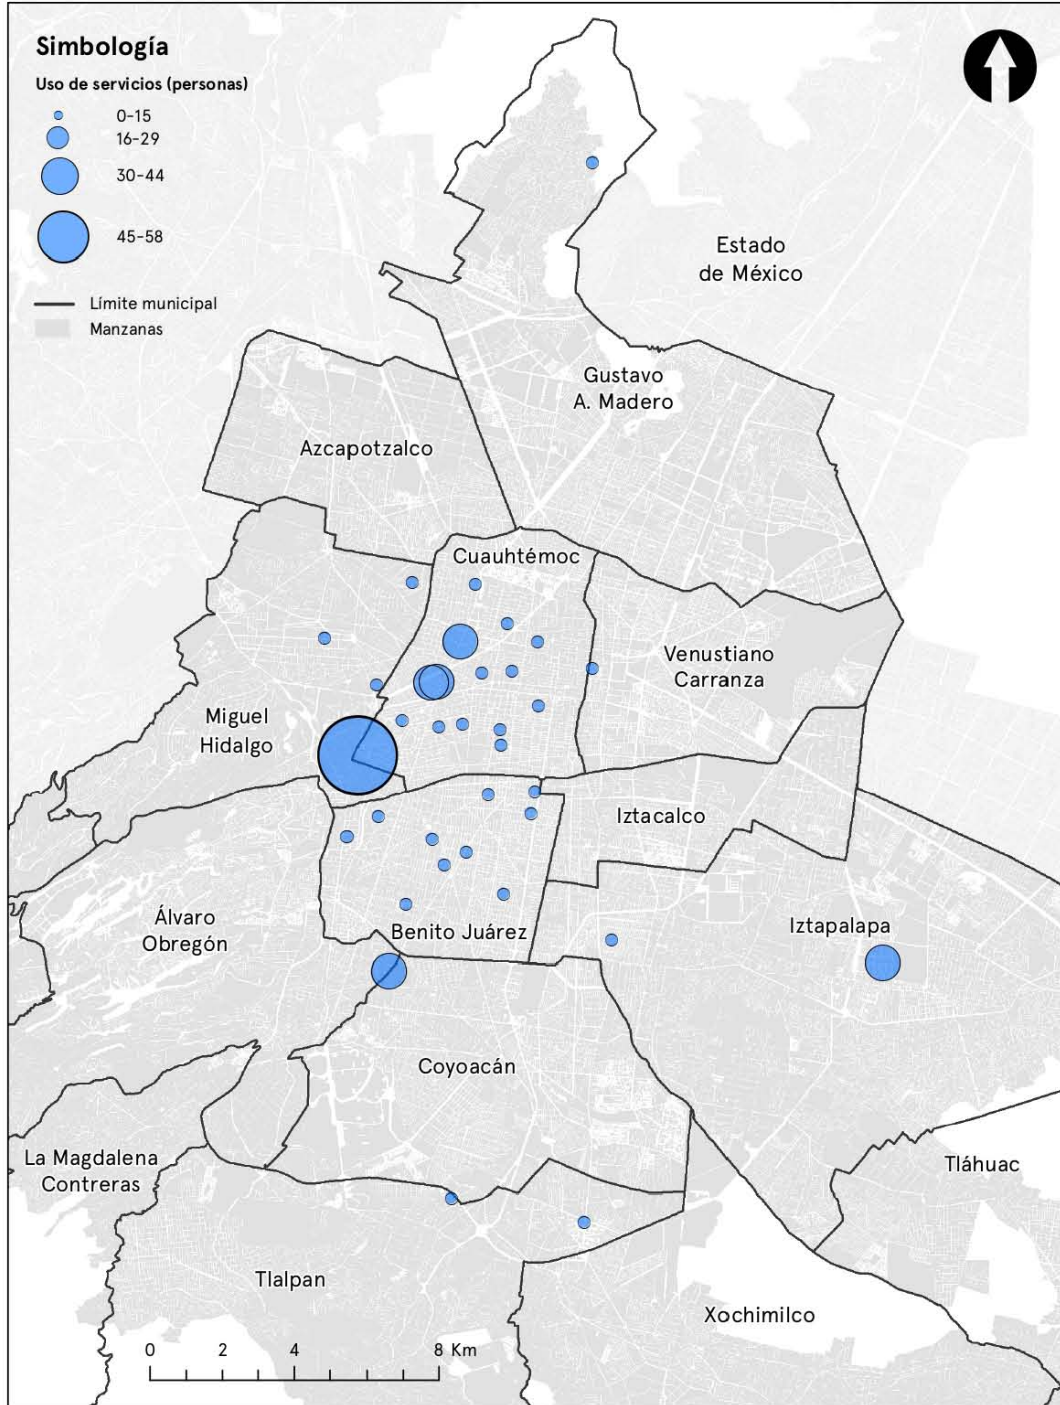 Simbología
Uso de servicios (personas)
0-15
16-29
30-44
45-58
Límite municipal
Manzanas
Estado
de México
Gustavo
A. Madero
Azcapotzalco
Cuauhtémoc
Venustiano
Carranza
Miguel
Hidalgo
Iztacalco
Álvaro
Obregón
Benito Juárez
Iztapalapa
Coyoacán
La Magdalena
Contreras
Tláhuac
Tlalpan
Xochimilco
0 2 4 8 Km